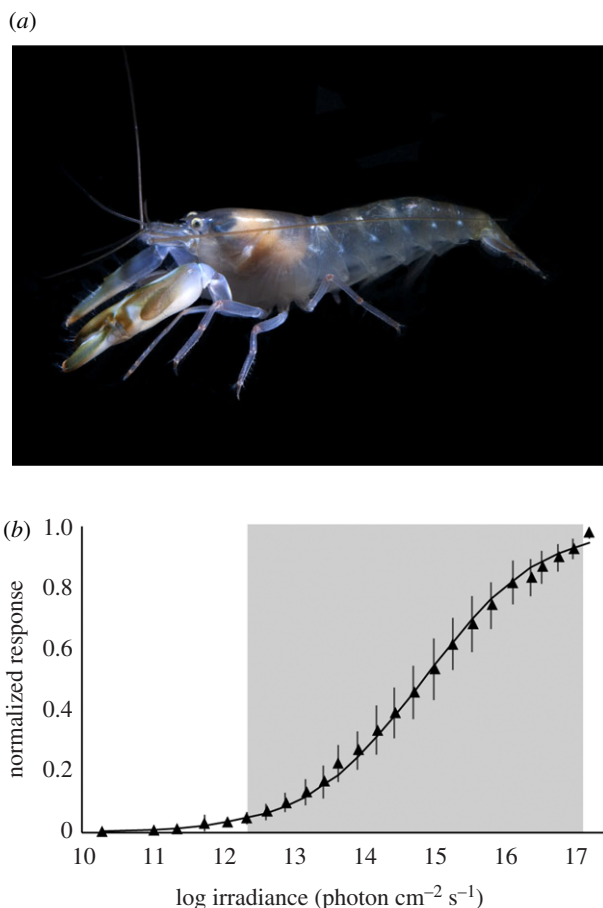 (a)
(b)
1.0
0.8
0.6
0.4
0.2
0
normalized response
10 11 12 13 14 15 16 17
log irradiance (photon cm⁻² s⁻¹)